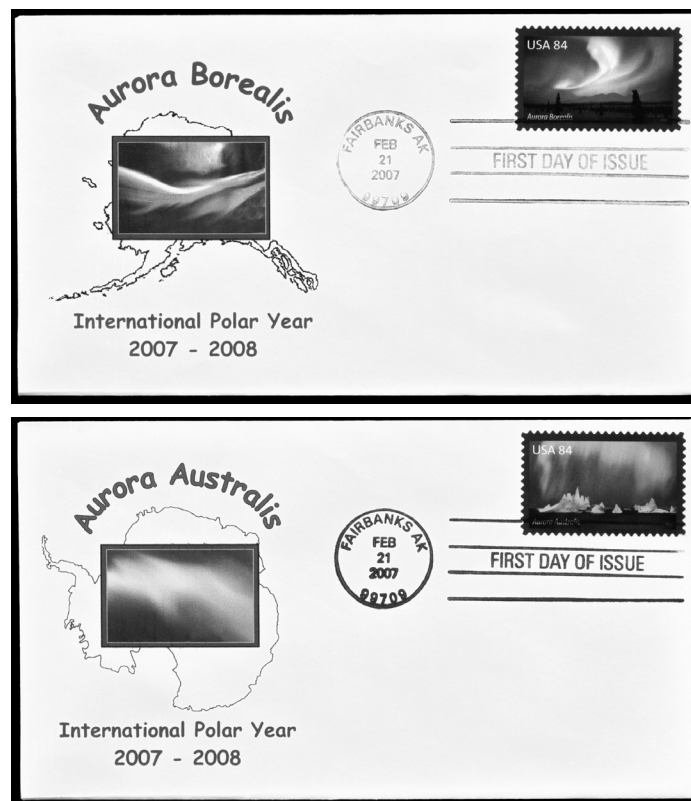 Aurora Borealis
USA 84
Aurora Borealis
FAIRBANKS AK
FEB
21
2007
99709
FIRST DAY OF ISSUE
International Polar Year
2007 - 2008
Aurora Australis
USA 84
Aurora Australis
FAIRBANKS AK
FEB
21
2007
99709
FIRST DAY OF ISSUE
International Polar Year
2007 - 2008